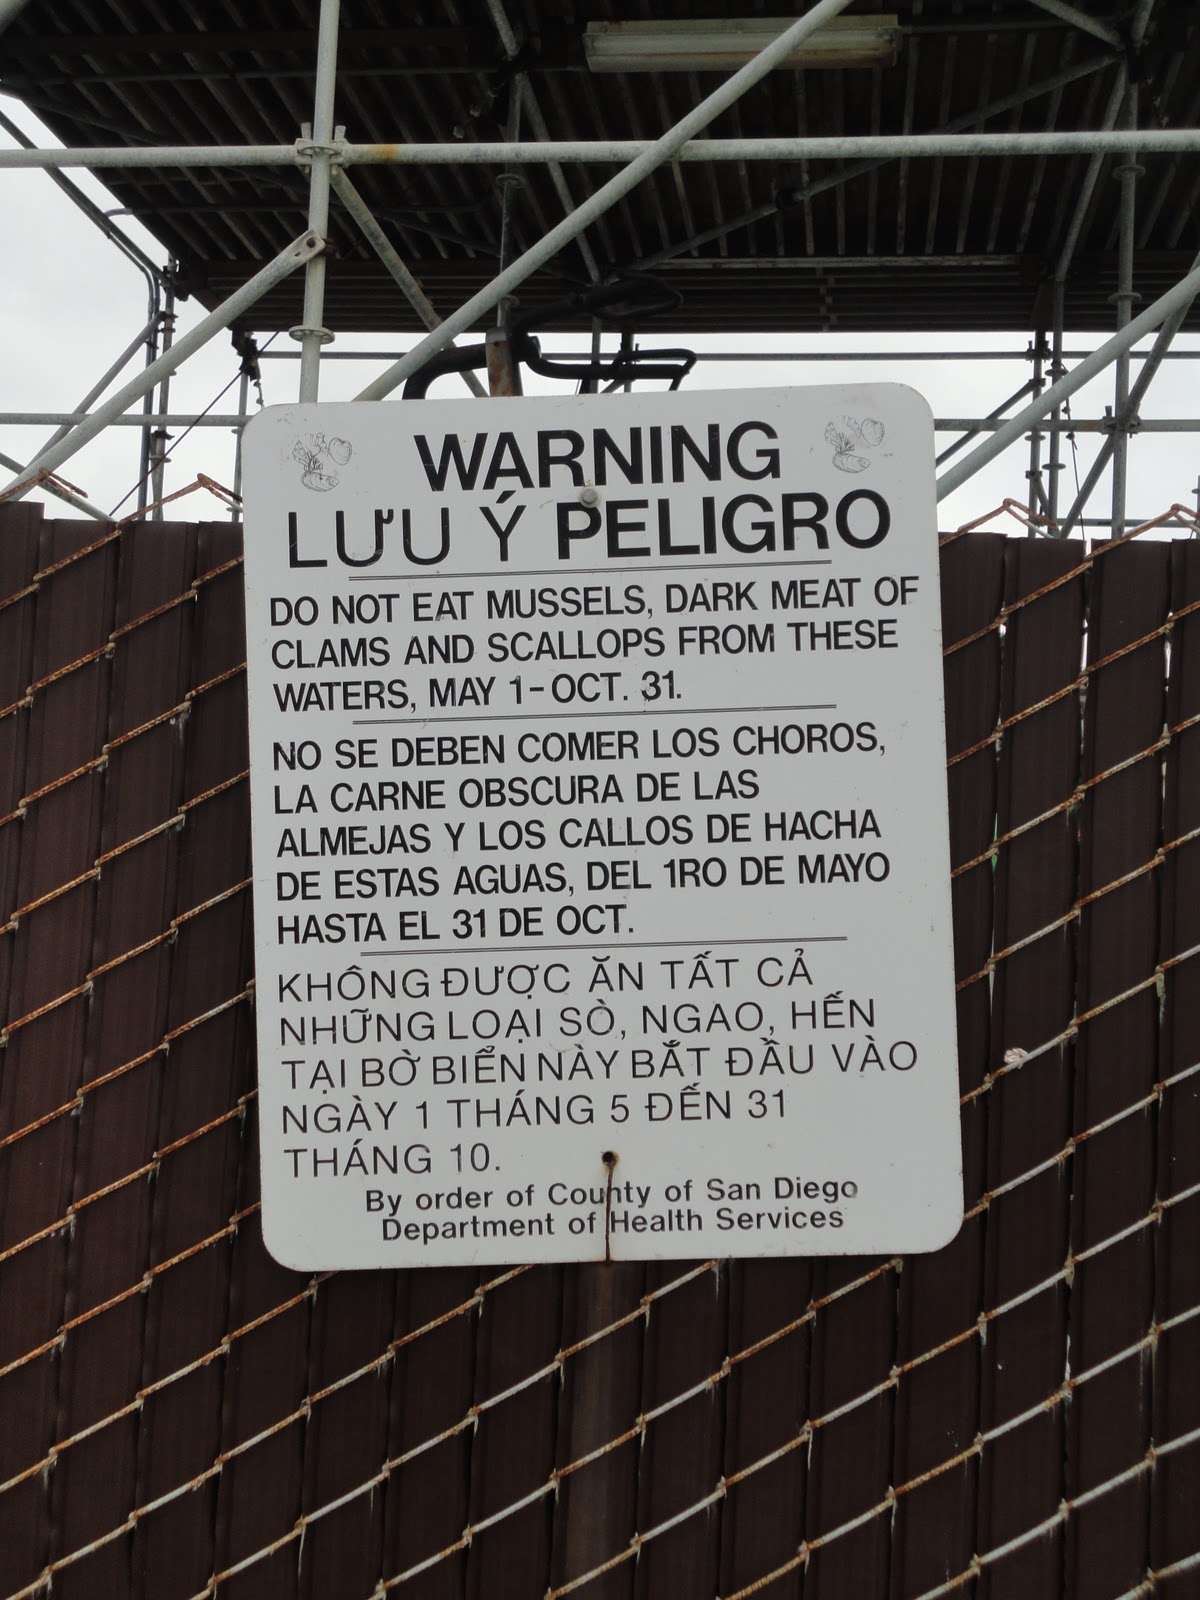 WARNING
LƯU Ý PELIGRO
DO NOT EAT MUSSELS, DARK MEAT OF
CLAMS AND SCALLOPS FROM THESE
WATERS, MAY 1-OCT. 31.
NO SE DEBEN COMER LOS CHOROS,
LA CARNE OBSCURA DE LAS
ALMEJAS Y LOS CALLOS DE HACHA
DE ESTAS AGUAS, DEL 1RO DE MAYO
HASTA EL 31 DE OCT.
KHÔNG ĐƯỢC ĂN TẤT CẢ
NHỮNG LOẠI SÒ, NGAO, HẾN
TẠI BỜ BIỂN NÀY BẮT ĐẦU VÀO
NGÀY 1 THÁNG 5 ĐẾN 31
THÁNG 10.
By order of County of San Diego
Department of Health Services